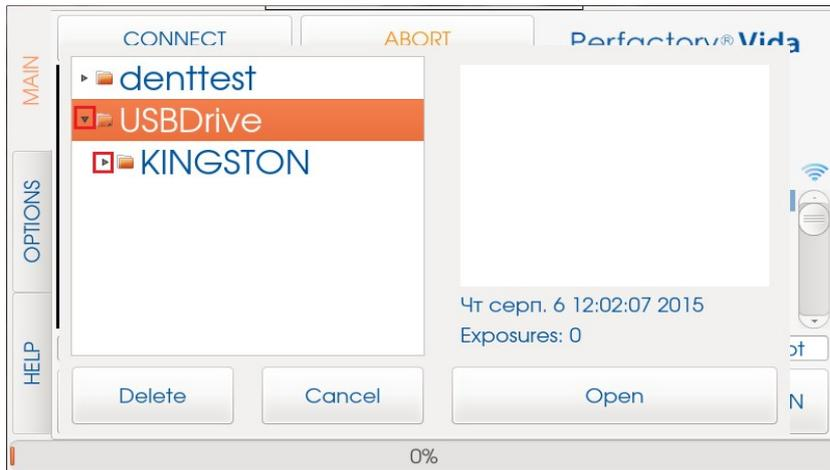 CONNECT
ABORT
Perfactory® Vida
MAIN
OPTIONS
HELP
denttest
USBDrive
KINGSTON
Чт серп. 6 12:02:07 2015
Exposures: 0
Delete
Cancel
Open
0%